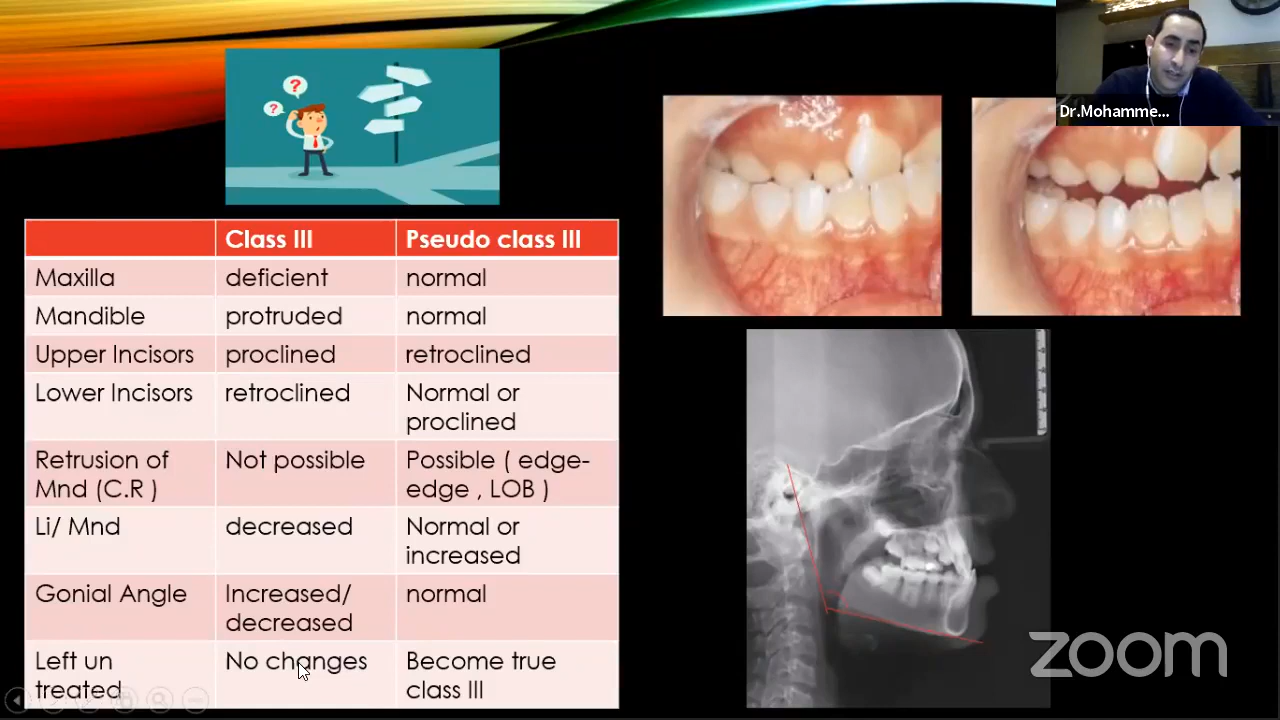 ? ?
Dr.Mohamme...
Class III Pseudo class III
Maxilla deficient normal
Mandible protruded normal
Upper Incisors proclined retroclined
Lower Incisors retroclined Normal or
proclined
Retrusion of Not possible Possible ( edge-
Mnd (C.R ) edge , LOB )
Li/ Mnd decreased Normal or
increased
Gonial Angle Increased/ normal
decreased
Left un No changes Become true
treated class III
zoom